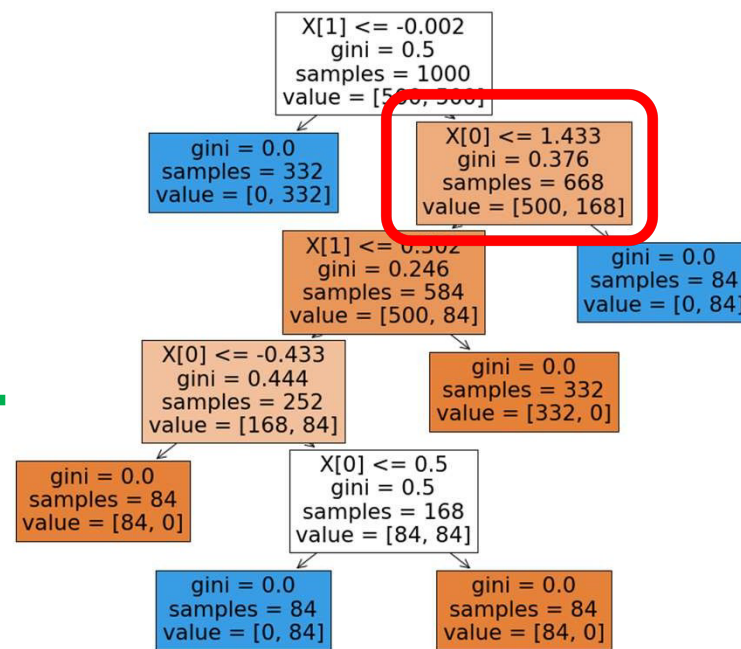 X[1] <= -0.002
gini = 0.5
samples = 1000
value = [500, 500]
gini = 0.0
samples = 332
value = [0, 332]
X[0] <= 1.433
gini = 0.376
samples = 668
value = [500, 168]
X[1] <= 0.502
gini = 0.246
samples = 584
value = [500, 84]
gini = 0.0
samples = 84
value = [0, 84]
X[0] <= -0.433
gini = 0.444
samples = 252
value = [168, 84]
gini = 0.0
samples = 332
value = [332, 0]
gini = 0.0
samples = 84
value = [84, 0]
X[0] <= 0.5
gini = 0.5
samples = 168
value = [84, 84]
gini = 0.0
samples = 84
value = [0, 84]
gini = 0.0
samples = 84
value = [84, 0]